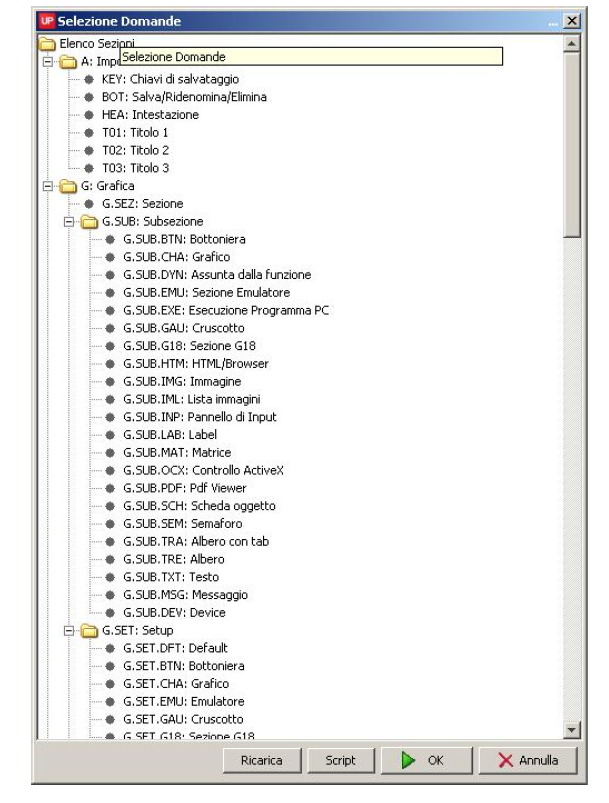 UP Selezione Domande ...
Elenco Sezioni
Selezione Domande
A: Impo
KEY: Chiavi di salvataggio
BOT: Salva/Ridenomina/Elimina
HEA: Intestazione
T01: Titolo 1
T02: Titolo 2
T03: Titolo 3
G: Grafica
G.SEZ: Sezione
G.SUB: Subsezione
G.SUB.BTN: Bottoniera
G.SUB.CHA: Grafico
G.SUB.DYN: Assunta dalla funzione
G.SUB.EMU: Sezione Emulatore
G.SUB.EXE: Esecuzione Programma PC
G.SUB.GAU: Cruscotto
G.SUB.G18: Sezione G18
G.SUB.HTM: HTML/Browser
G.SUB.IMG: Immagine
G.SUB.IML: Lista immagini
G.SUB.INP: Pannello di Input
G.SUB.LAB: Label
G.SUB.MAT: Matrice
G.SUB.OCX: Controllo ActiveX
G.SUB.PDF: Pdf Viewer
G.SUB.SCH: Scheda oggetto
G.SUB.SEM: Semaforo
G.SUB.TRA: Albero con tab
G.SUB.TRE: Albero
G.SUB.TXT: Testo
G.SUB.MSG: Messaggio
G.SUB.DEV: Device
G.SET: Setup
G.SET.DFT: Default
G.SET.BTN: Bottoniera
G.SET.CHA: Grafico
G.SET.EMU: Emulatore
G.SET.GAU: Cruscotto
G.SET.G18: Sezione G18
Ricarica Script OK Annulla